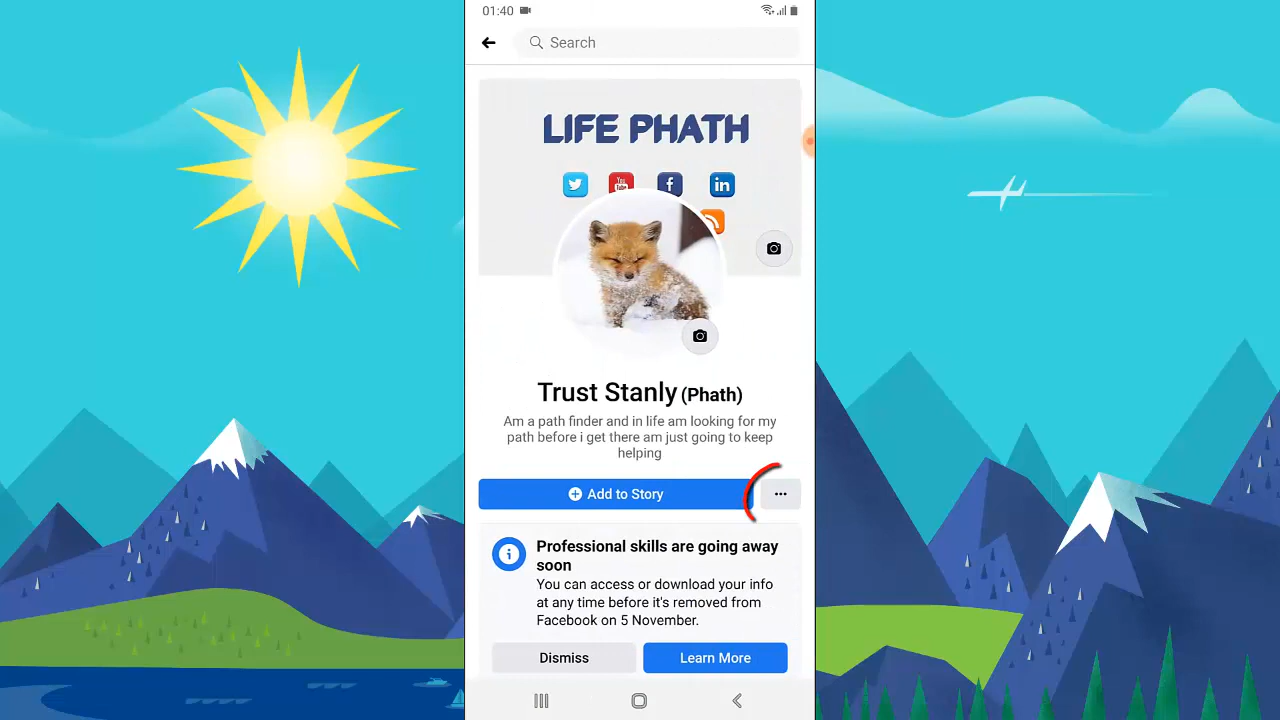 01:40
Search
LIFE PHATH
You
Tube
f
in
Trust Stanly (Phath)
Am a path finder and in life am looking for my
path before i get there am just going to keep
helping
Add to Story
Professional skills are going away
soon
You can access or download your info
at any time before it's removed from
Facebook on 5 November.
Dismiss
Learn More